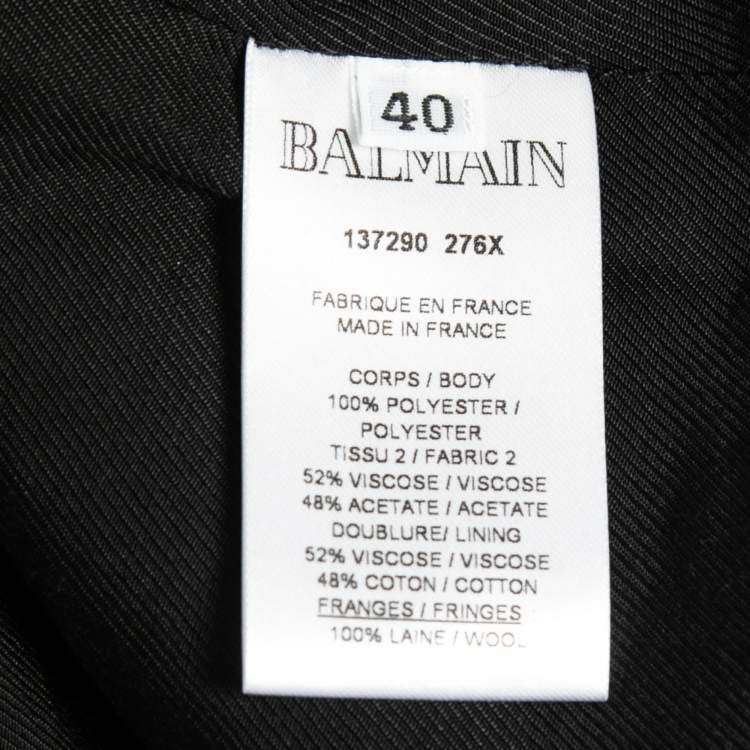 40
BALMAIN
137290 276X
FABRIQUE EN FRANCE
MADE IN FRANCE
CORPS / BODY
100% POLYESTER /
POLYESTER
TISSU 2 / FABRIC 2
52% VISCOSE / VISCOSE
48% ACETATE / ACETATE
DOUBLURE/ LINING
52% VISCOSE / VISCOSE
48% COTON / COTTON
FRANGES / FRINGES
100% LAINE / WOOL